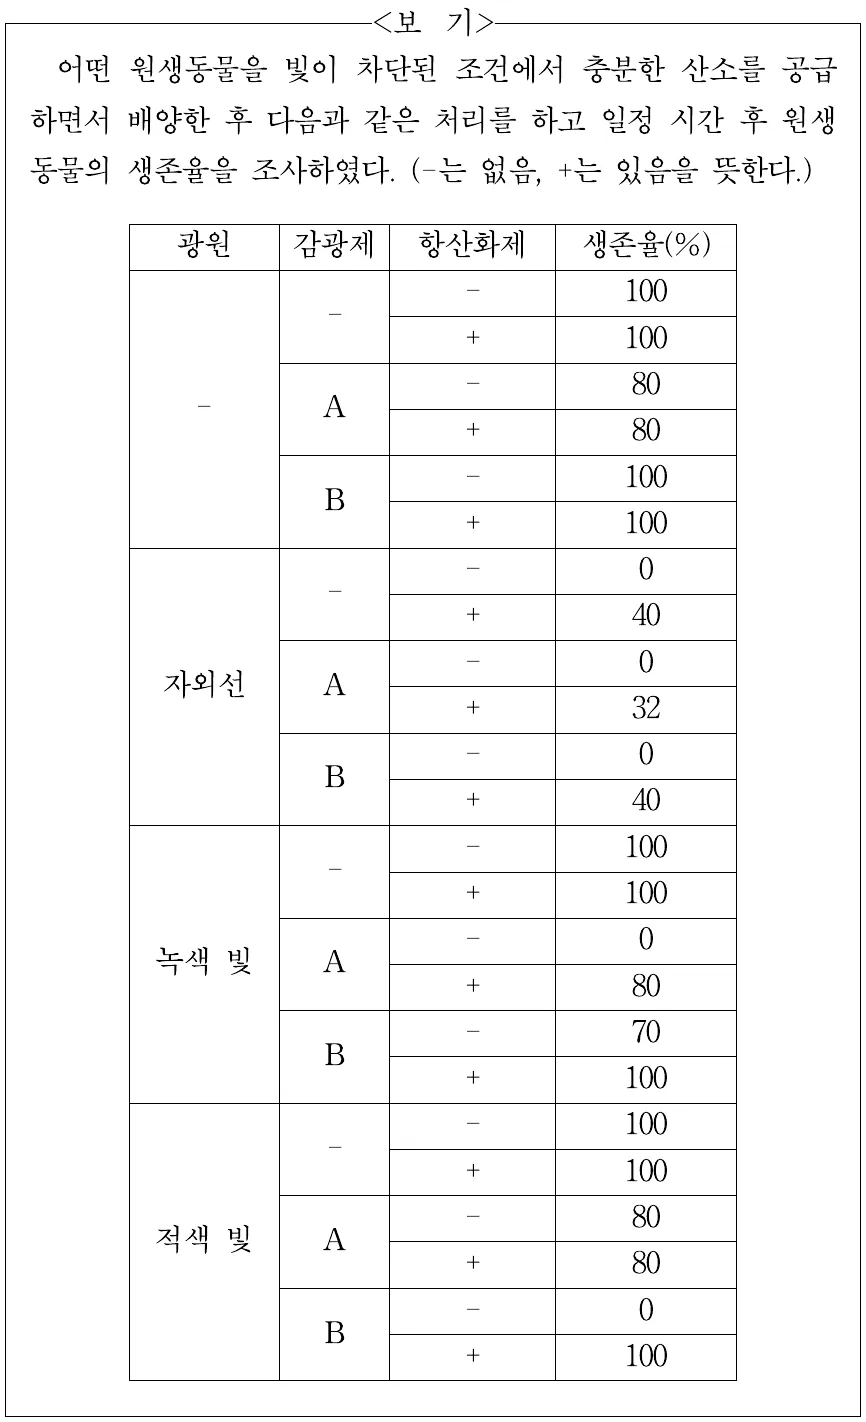 <보 기>
어떤 원생동물을 빛이 차단된 조건에서 충분한 산소를 공급
하면서 배양한 후 다음과 같은 처리를 하고 일정 시간 후 원생
동물의 생존율을 조사하였다. (-는 없음, +는 있음을 뜻한다.)
광원 감광제 항산화제 생존율(%)
- - - 100
+ 100
A - 80
+ 80
B - 100
+ 100
자외선 - - 0
+ 40
A - 0
+ 32
B - 0
+ 40
녹색 빛 - - 100
+ 100
A - 0
+ 80
B - 70
+ 100
적색 빛 - - 100
+ 100
A - 80
+ 80
B - 0
+ 100